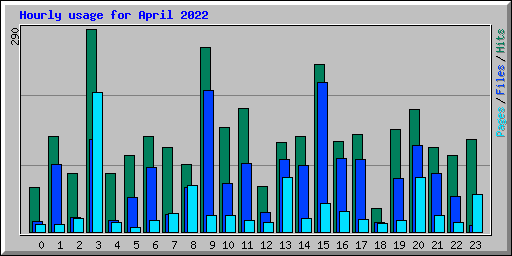 Hourly usage for April 2022
290
Pages/Files/Hits
0 1 2 3 4 5 6 7 8 9 10 11 12 13 14 15 16 17 18 19 20 21 22 23